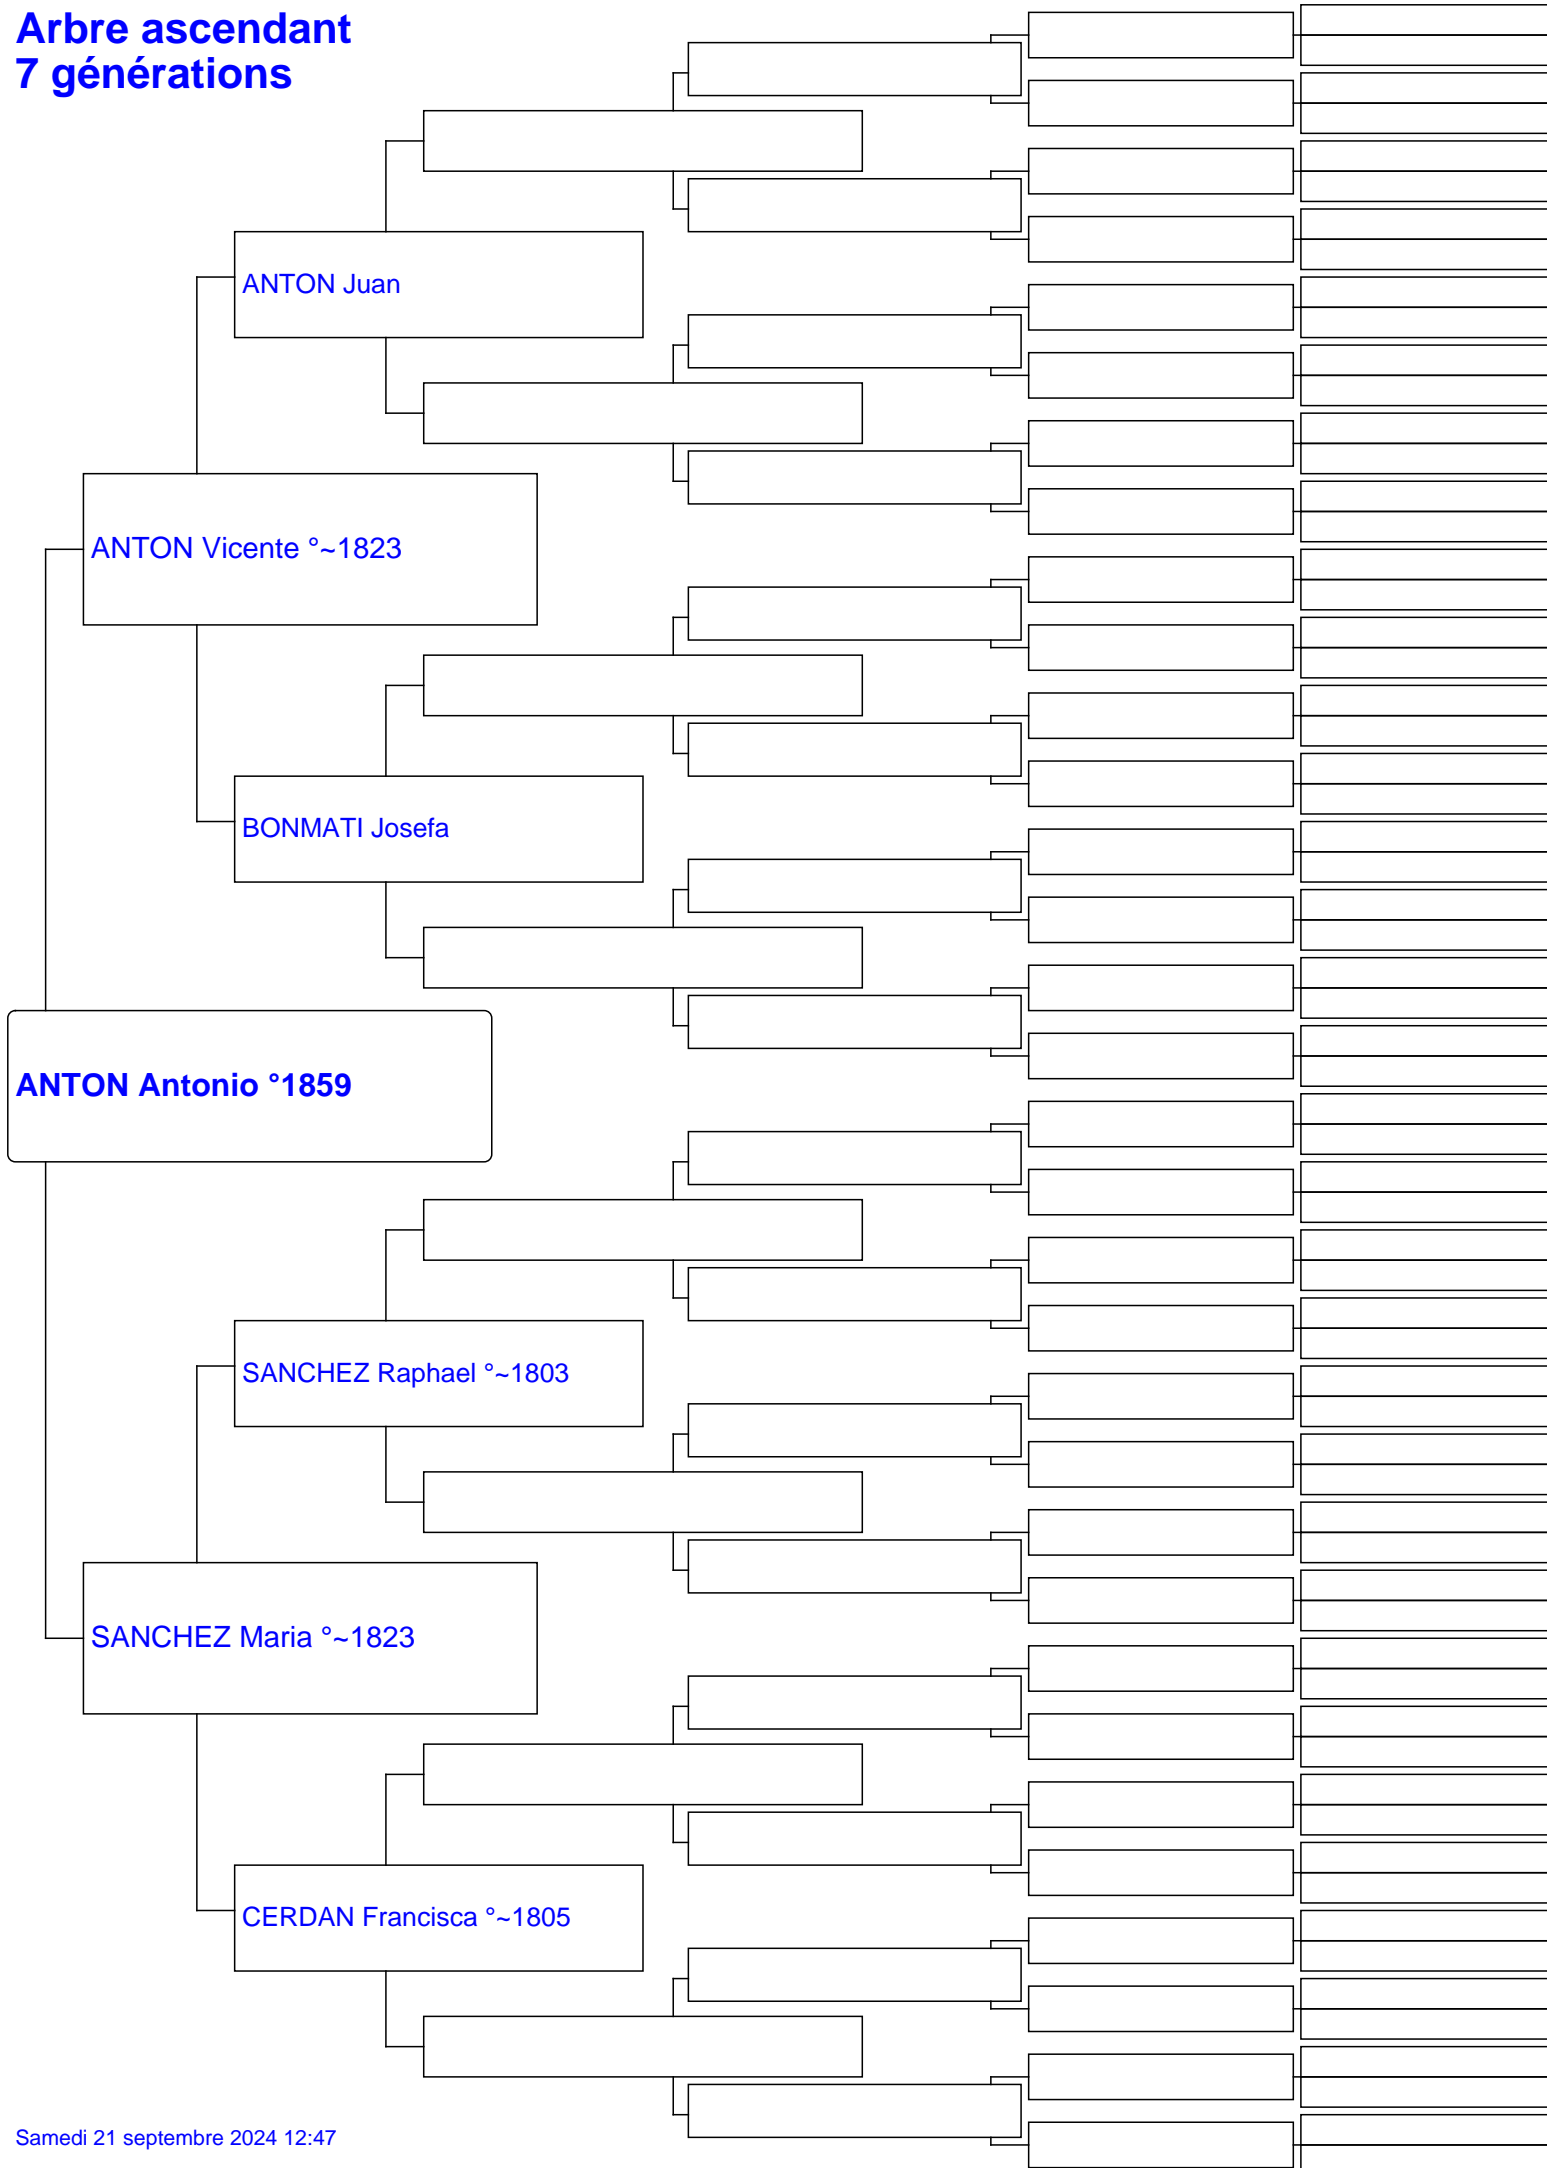 Arbre ascendant
7 générations
ANTON Juan
ANTON Vicente °~1823
BONMATI Josefa
ANTON Antonio °1859
SANCHEZ Raphael °~1803
SANCHEZ Maria °~1823
CERDAN Francisca °~1805
Samedi 21 septembre 2024 12:47